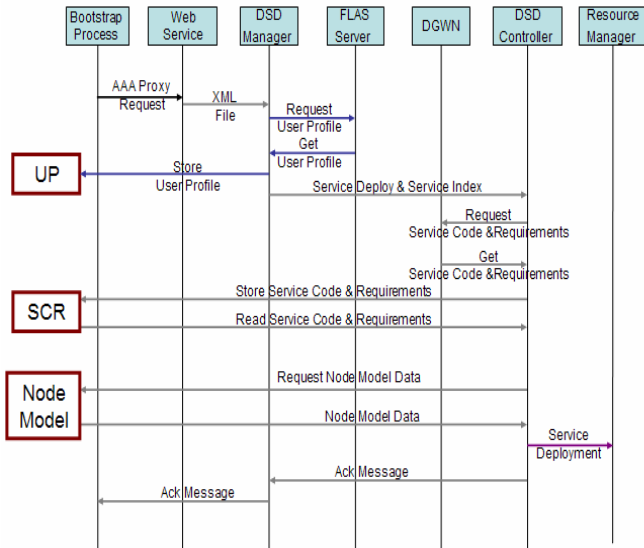 Bootstrap
Process
Web
Service
DSD
Manager
FLAS
Server
DGWN
DSD
Controller
Resource
Manager
AAA Proxy
Request
XML
File
Request
User Profile
Get
User Profile
UP
Store
User Profile
Service Deploy & Service Index
Request
Service Code &Requirements
Get
Service Code &Requirements
Store Service Code & Requirements
SCR
Read Service Code & Requirements
Request Node Model Data
Node
Model
Node Model Data
Service
Deployment
Ack Message
Ack Message